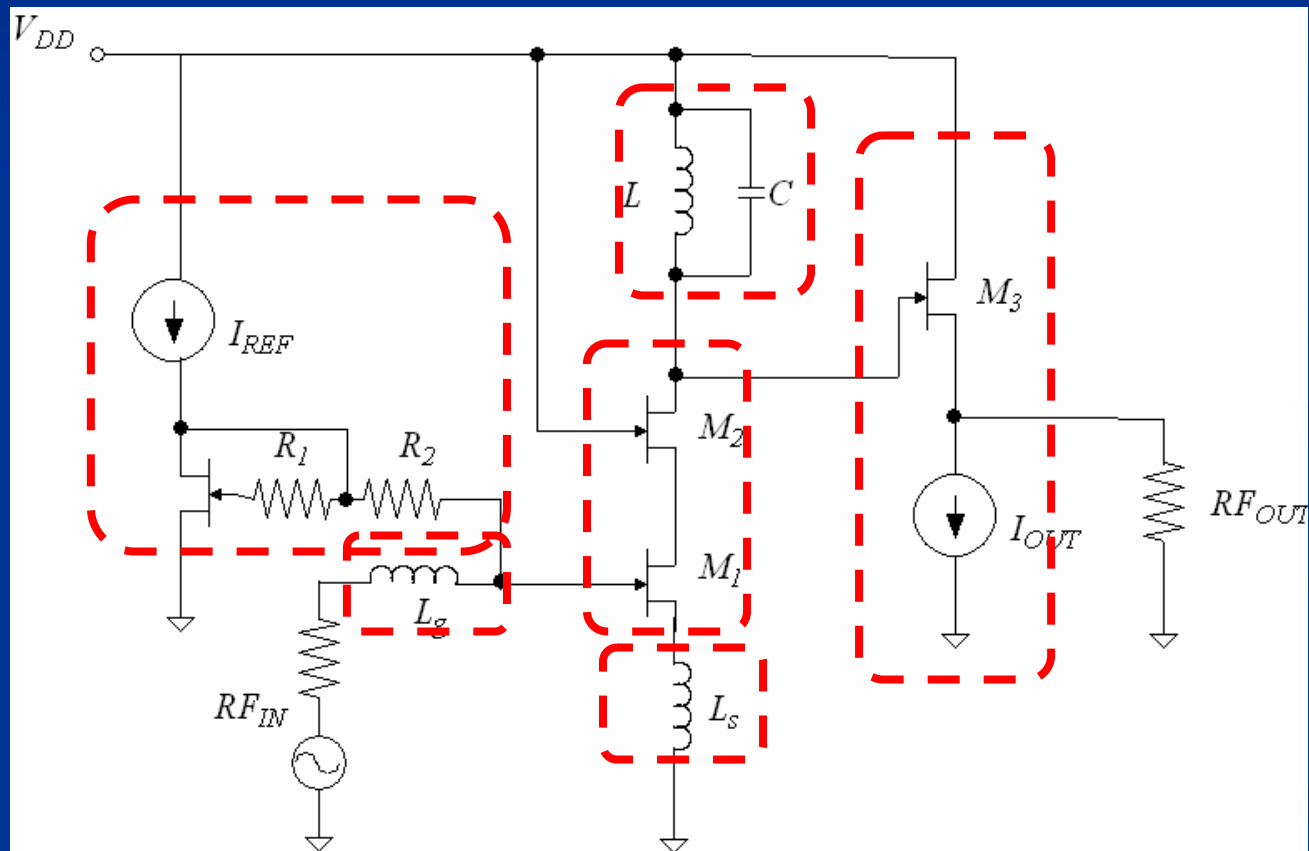 V_DD
L
C
M_3
I_REF
M_2
R_1
R_2
RF_OUT
I_OUT
M_1
L_g
RF_IN
L_s